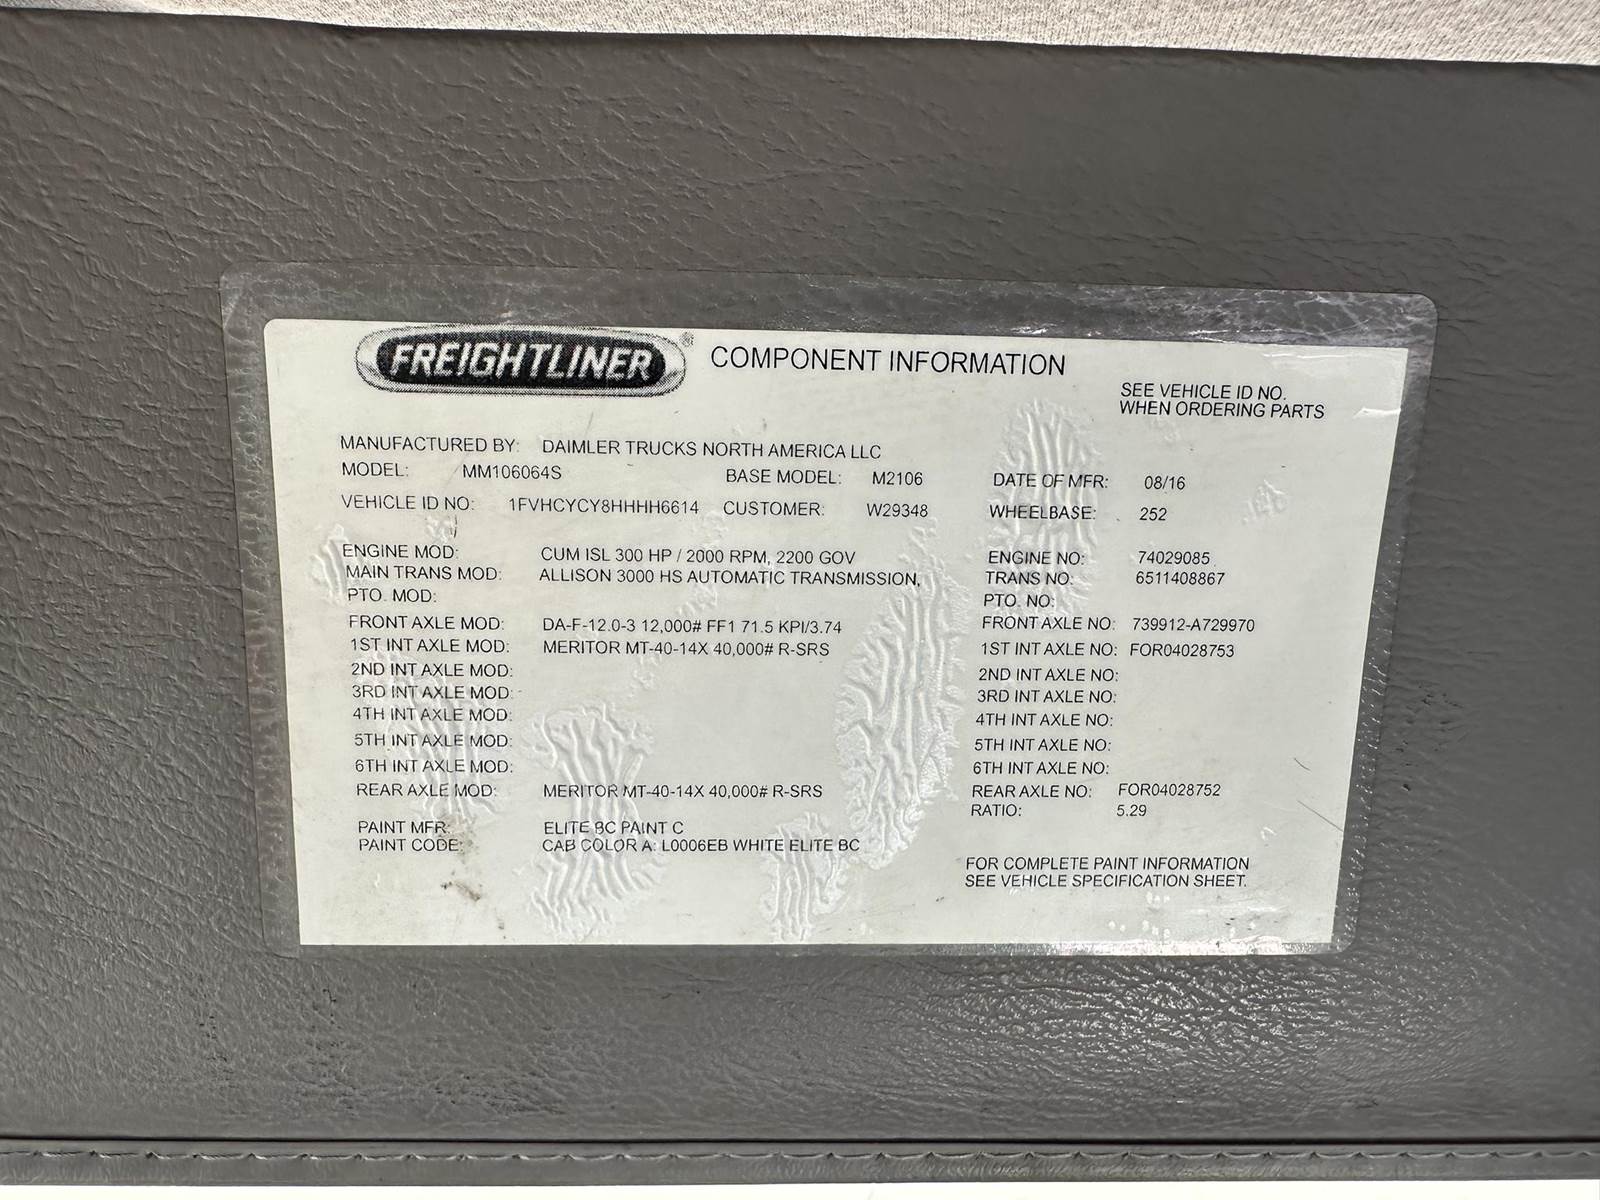 FREIGHTLINER® COMPONENT INFORMATION
SEE VEHICLE ID NO.
WHEN ORDERING PARTS
MANUFACTURED BY: DAIMLER TRUCKS NORTH AMERICA LLC
MODEL: MM106064S BASE MODEL: M2106 DATE OF MFR: 08/16
VEHICLE ID NO: 1FVHCYCY8HHHH6614 CUSTOMER: W29348 WHEELBASE: 252
ENGINE MOD: CUM ISL 300 HP / 2000 RPM, 2200 GOV ENGINE NO: 74029085
MAIN TRANS MOD: ALLISON 3000 HS AUTOMATIC TRANSMISSION, TRANS NO: 6511408867
PTO. MOD: PTO. NO:
FRONT AXLE MOD: DA-F-12.0-3 12,000# FF1 71.5 KPI/3.74 FRONT AXLE NO: 739912-A729970
1ST INT AXLE MOD: MERITOR MT-40-14X 40,000# R-SRS 1ST INT AXLE NO: FOR04028753
2ND INT AXLE MOD: 2ND INT AXLE NO:
3RD INT AXLE MOD: 3RD INT AXLE NO:
4TH INT AXLE MOD: 4TH INT AXLE NO:
5TH INT AXLE MOD: 5TH INT AXLE NO:
6TH INT AXLE MOD: 6TH INT AXLE NO:
REAR AXLE MOD: MERITOR MT-40-14X 40,000# R-SRS REAR AXLE NO: FOR04028752
RATIO: 5.29
PAINT MFR: ELITE BC PAINT C
PAINT CODE: CAB COLOR A: L0006EB WHITE ELITE BC
FOR COMPLETE PAINT INFORMATION
SEE VEHICLE SPECIFICATION SHEET.